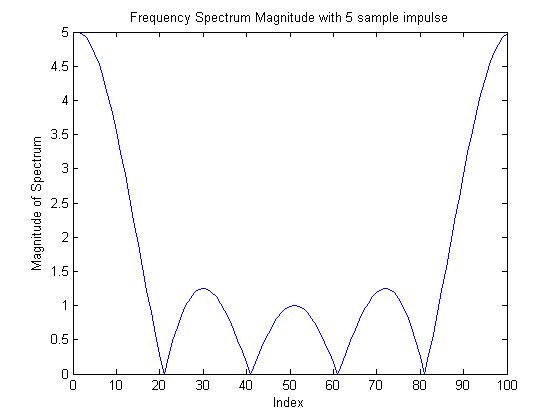 Frequency Spectrum Magnitude with 5 sample impulse
5
4.5
4
3.5
3
2.5
2
1.5
1
0.5
0
Magnitude of Spectrum
0 10 20 30 40 50 60 70 80 90 100
Index